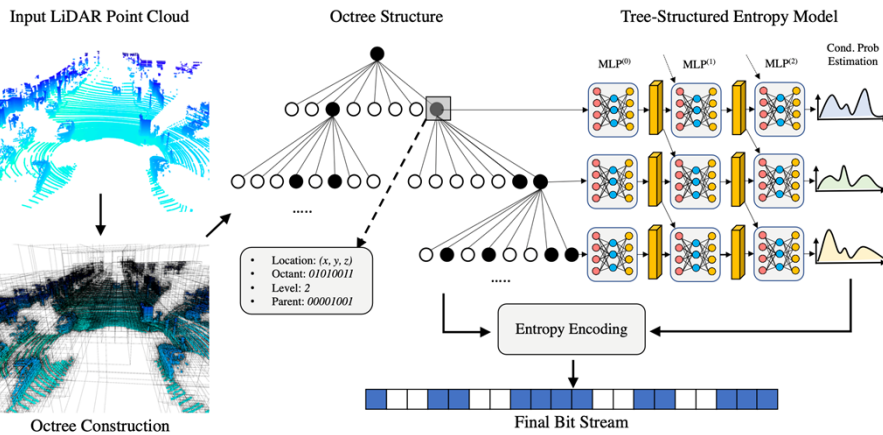 Input LiDAR Point Cloud
Octree Structure
Tree-Structured Entropy Model
MLP(0)
MLP(1)
MLP(2)
Cond. Prob
Estimation
.....
• Location: (x, y, z)
• Octant: 01010011
• Level: 2
• Parent: 00001001
.....
Entropy Encoding
Octree Construction
Final Bit Stream